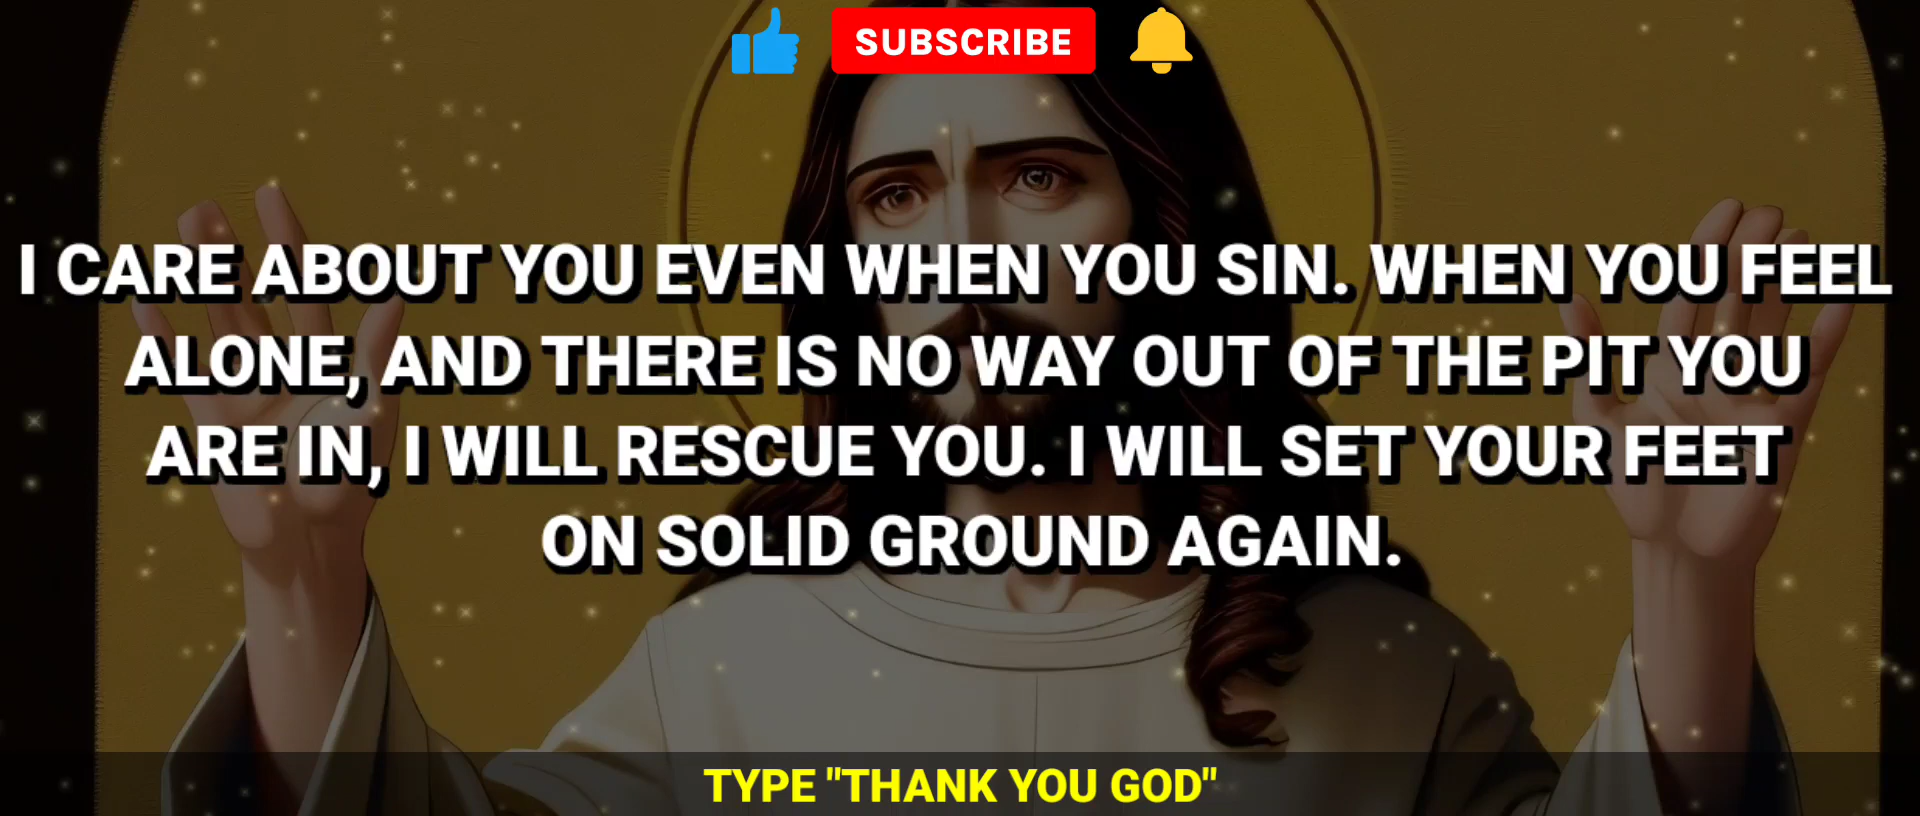 SUBSCRIBE
I CARE ABOUT YOU EVEN WHEN YOU SIN. WHEN YOU FEEL
ALONE, AND THERE IS NO WAY OUT OF THE PIT YOU
ARE IN, I WILL RESCUE YOU. I WILL SET YOUR FEET
ON SOLID GROUND AGAIN.
TYPE "THANK YOU GOD"